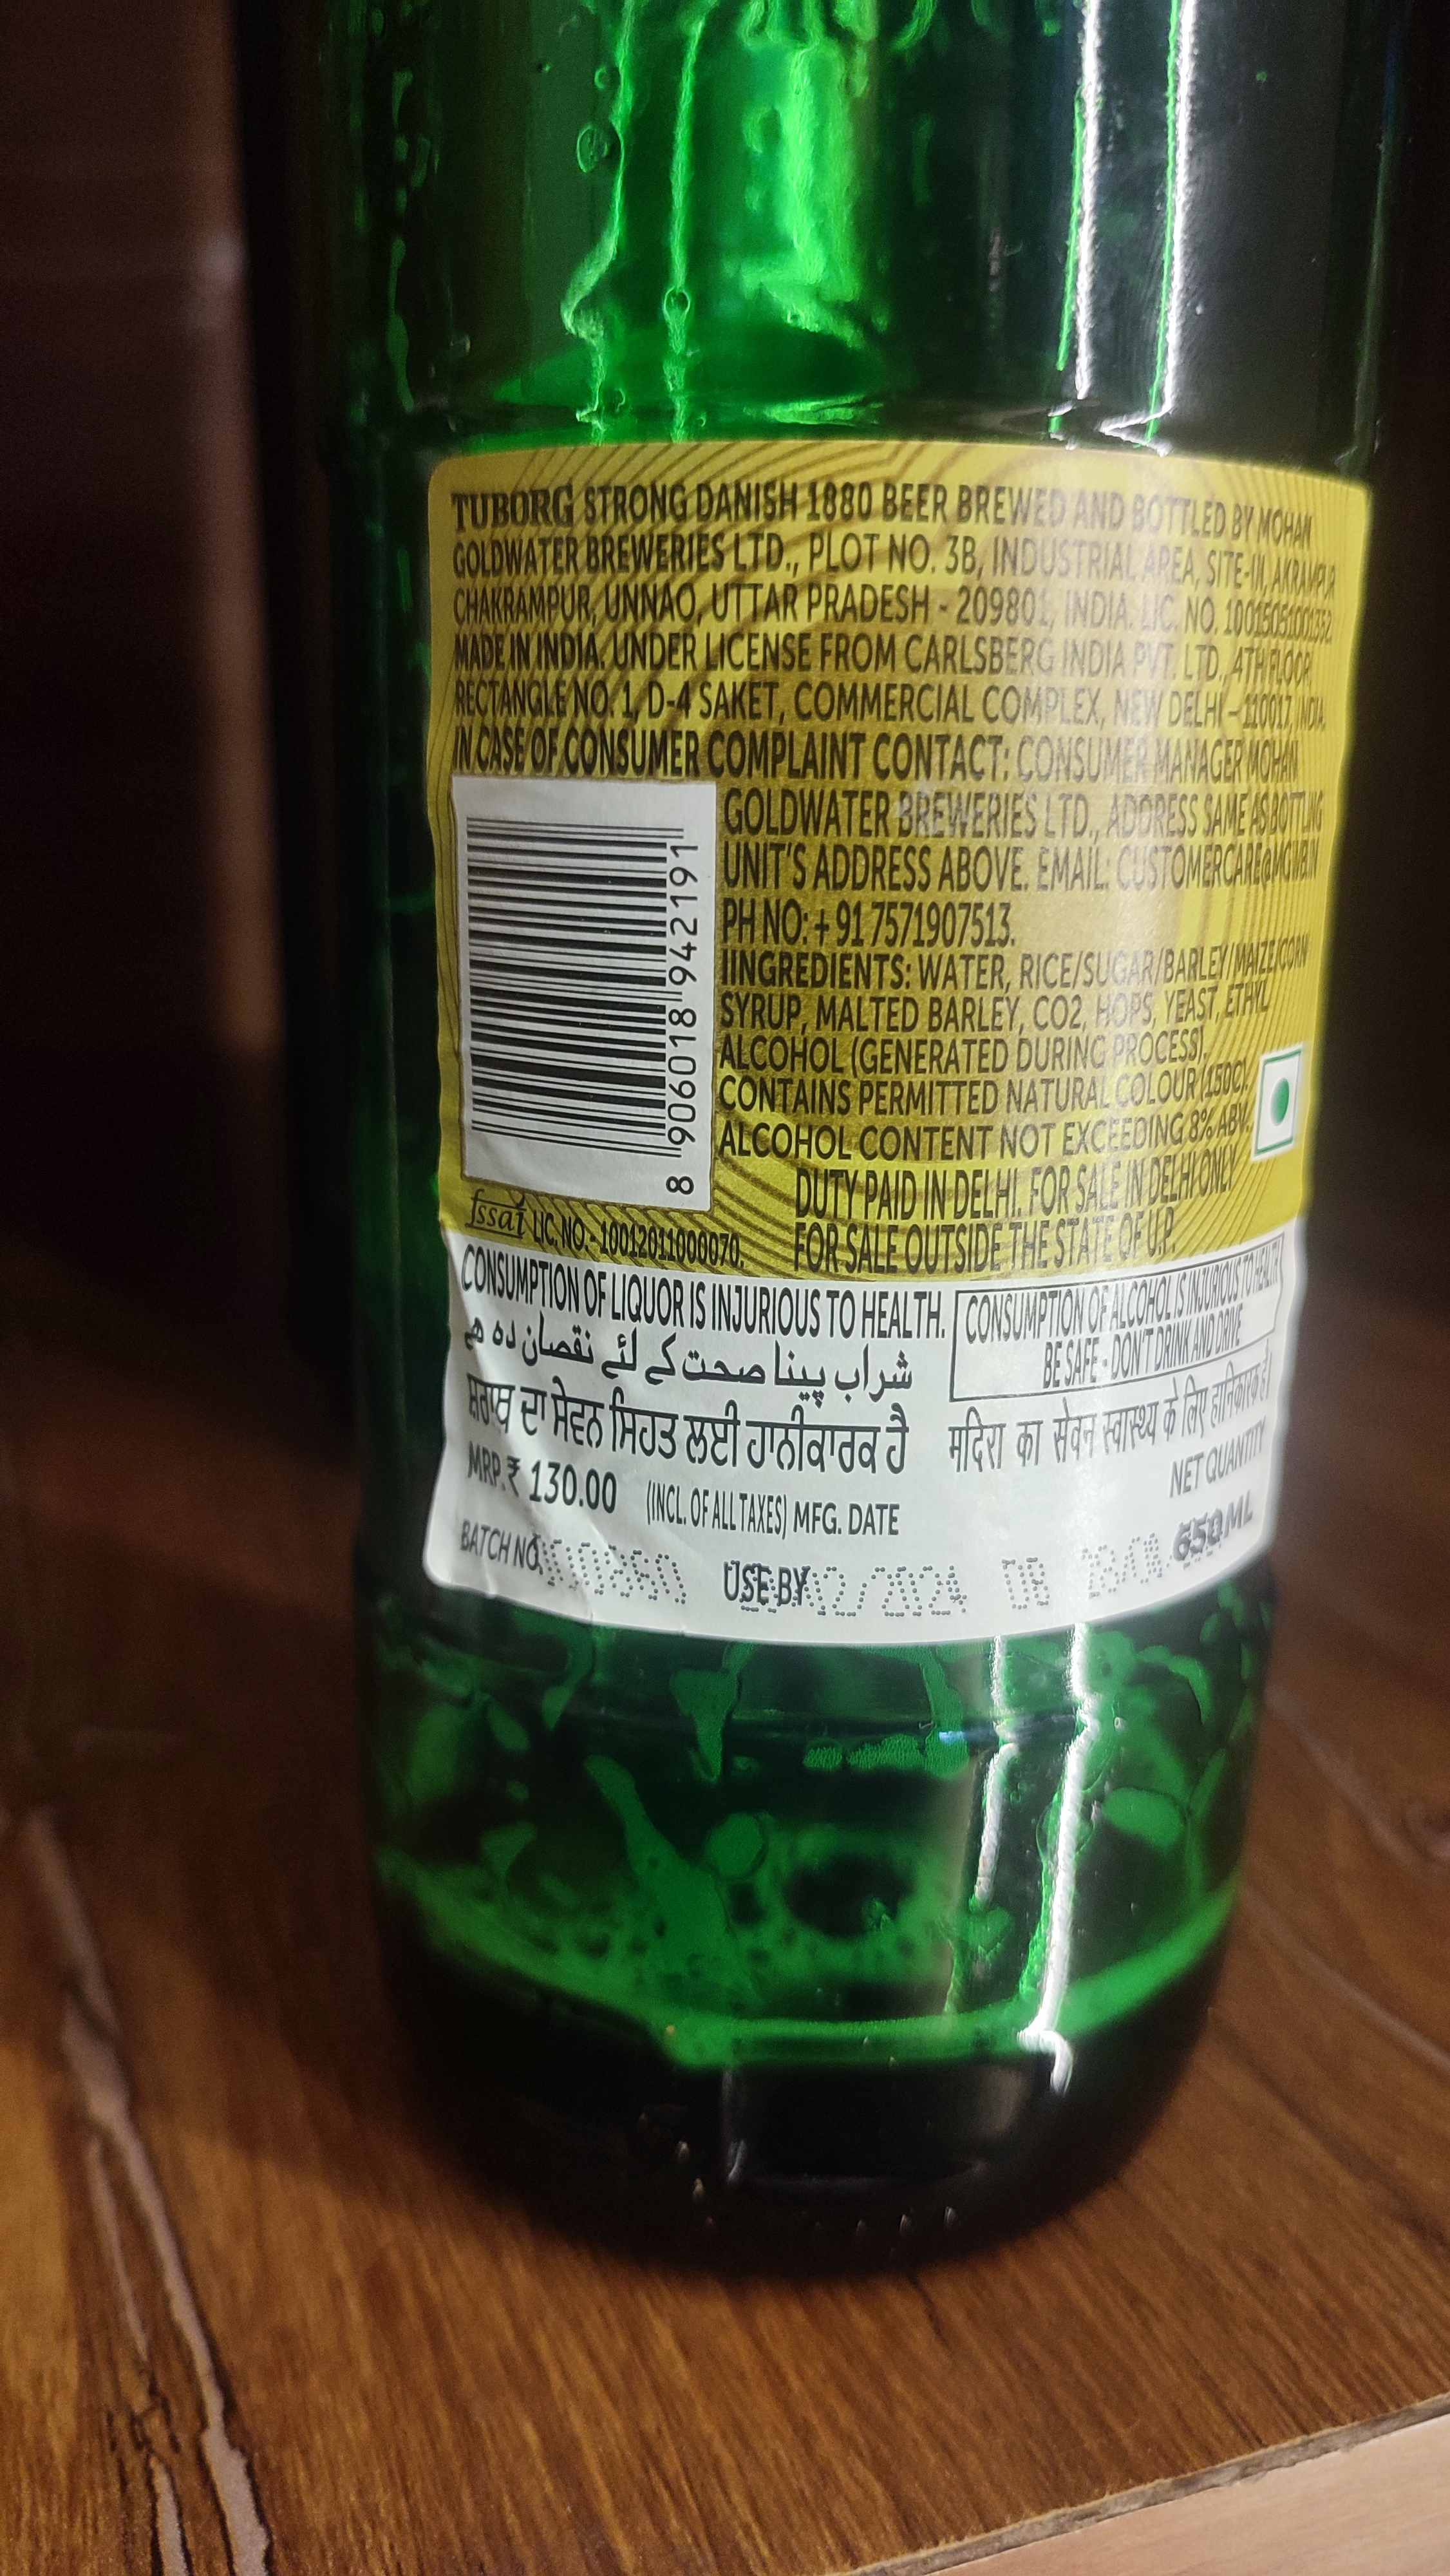 TUBORG STRONG DANISH 1880 BEER BREWED AND BOTTLED BY MOHAN
GOLDWATER BREWERIES LTD., PLOT NO. 3B, INDUSTRIAL AREA, SITE-III, AKRAMPUR
CHAKRAMPUR, UNNAO, UTTAR PRADESH - 209801, INDIA. LIC. NO. 10015051001352
MADE IN INDIA. UNDER LICENSE FROM CARLSBERG INDIA PVT. LTD., 4TH FLOOR,
RECTANGLE NO. 1, D-4 SAKET, COMMERCIAL COMPLEX, NEW DELHI - 110017, INDIA.
IN CASE OF CONSUMER COMPLAINT CONTACT: CONSUMER MANAGER MOHAN
GOLDWATER BREWERIES LTD., ADDRESS SAME AS BOTTLING
UNIT'S ADDRESS ABOVE. EMAIL: CUSTOMERCARE@MGWB.IN
PH NO: + 91 7571907513.
IINGREDIENTS: WATER, RICE/SUGAR/BARLEY/MAIZE/CORN
SYRUP, MALTED BARLEY, CO2, HOPS, YEAST, ETHYL
ALCOHOL (GENERATED DURING PROCESS).
CONTAINS PERMITTED NATURAL COLOUR (150C).
ALCOHOL CONTENT NOT EXCEEDING 8% ABV.
DUTY PAID IN DELHI. FOR SALE IN DELHI ONLY
FOR SALE OUTSIDE THE STATE OF U.P.
8 906018 942191
fssai LIC. NO.- 10012011000070.
CONSUMPTION OF LIQUOR IS INJURIOUS TO HEALTH.
CONSUMPTION OF ALCOHOL IS INJURIOUS TO HEALTH
BE SAFE - DON'T DRINK AND DRIVE
شراب پینا صحت کے لئے نقصان دہ ھے
ਸ਼ਰਾਬ ਦਾ ਸੇਵਨ ਸਿਹਤ ਲਈ ਹਾਨੀਕਾਰਕ ਹੈ
मदिरा का सेवन स्वास्थ्य के लिए हानिकारक है।
MRP. ₹ 130.00 (INCL. OF ALL TAXES) MFG. DATE
NET QUANTITY
650 ML
BATCH NO. USE BY 02/2024 08